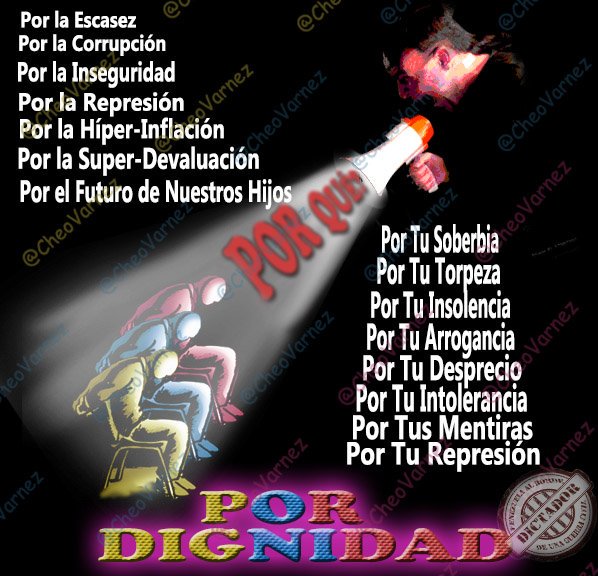 Por la Escasez
Por la Corrupción
Por la Inseguridad
Por la Represión
Por la Híper-Inflación
Por la Super-Devaluación
Por el Futuro de Nuestros Hijos
POR QUÉ?
Por Tu Soberbia
Por Tu Torpeza
Por Tu Insolencia
Por Tu Arrogancia
Por Tu Desprecio
Por Tu Intolerancia
Por Tus Mentiras
Por Tu Represión
POR
DIGNIDAD
VENEZUELA AL BORDE
DICTADOR
DE UNA GUERRA CIVIL
@CheoVarnez